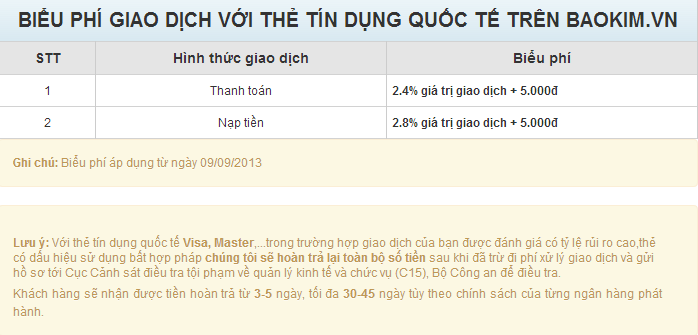 BIỂU PHÍ GIAO DỊCH VỚI THẺ TÍN DỤNG QUỐC TẾ TRÊN BAOKIM.VN
STT Hình thức giao dịch Biểu phí
1 Thanh toán 2.4% giá trị giao dịch + 5.000đ
2 Nạp tiền 2.8% giá trị giao dịch + 5.000đ
Ghi chú: Biểu phí áp dụng từ ngày 09/09/2013
Lưu ý: Với thẻ tín dụng quốc tế Visa, Master,...trong trường hợp giao dịch của bạn được đánh giá có tỷ lệ rủi ro cao,thẻ
có dấu hiệu sử dụng bất hợp pháp chúng tôi sẽ hoàn trả lại toàn bộ số tiền sau khi đã trừ đi phí xử lý giao dịch và gửi
hồ sơ tới Cục Cảnh sát điều tra tội phạm về quản lý kinh tế và chức vụ (C15), Bộ Công an để điều tra.
Khách hàng sẽ nhận được tiền hoàn trả từ 3-5 ngày, tối đa 30-45 ngày tùy theo chính sách của từng ngân hàng phát
hành.